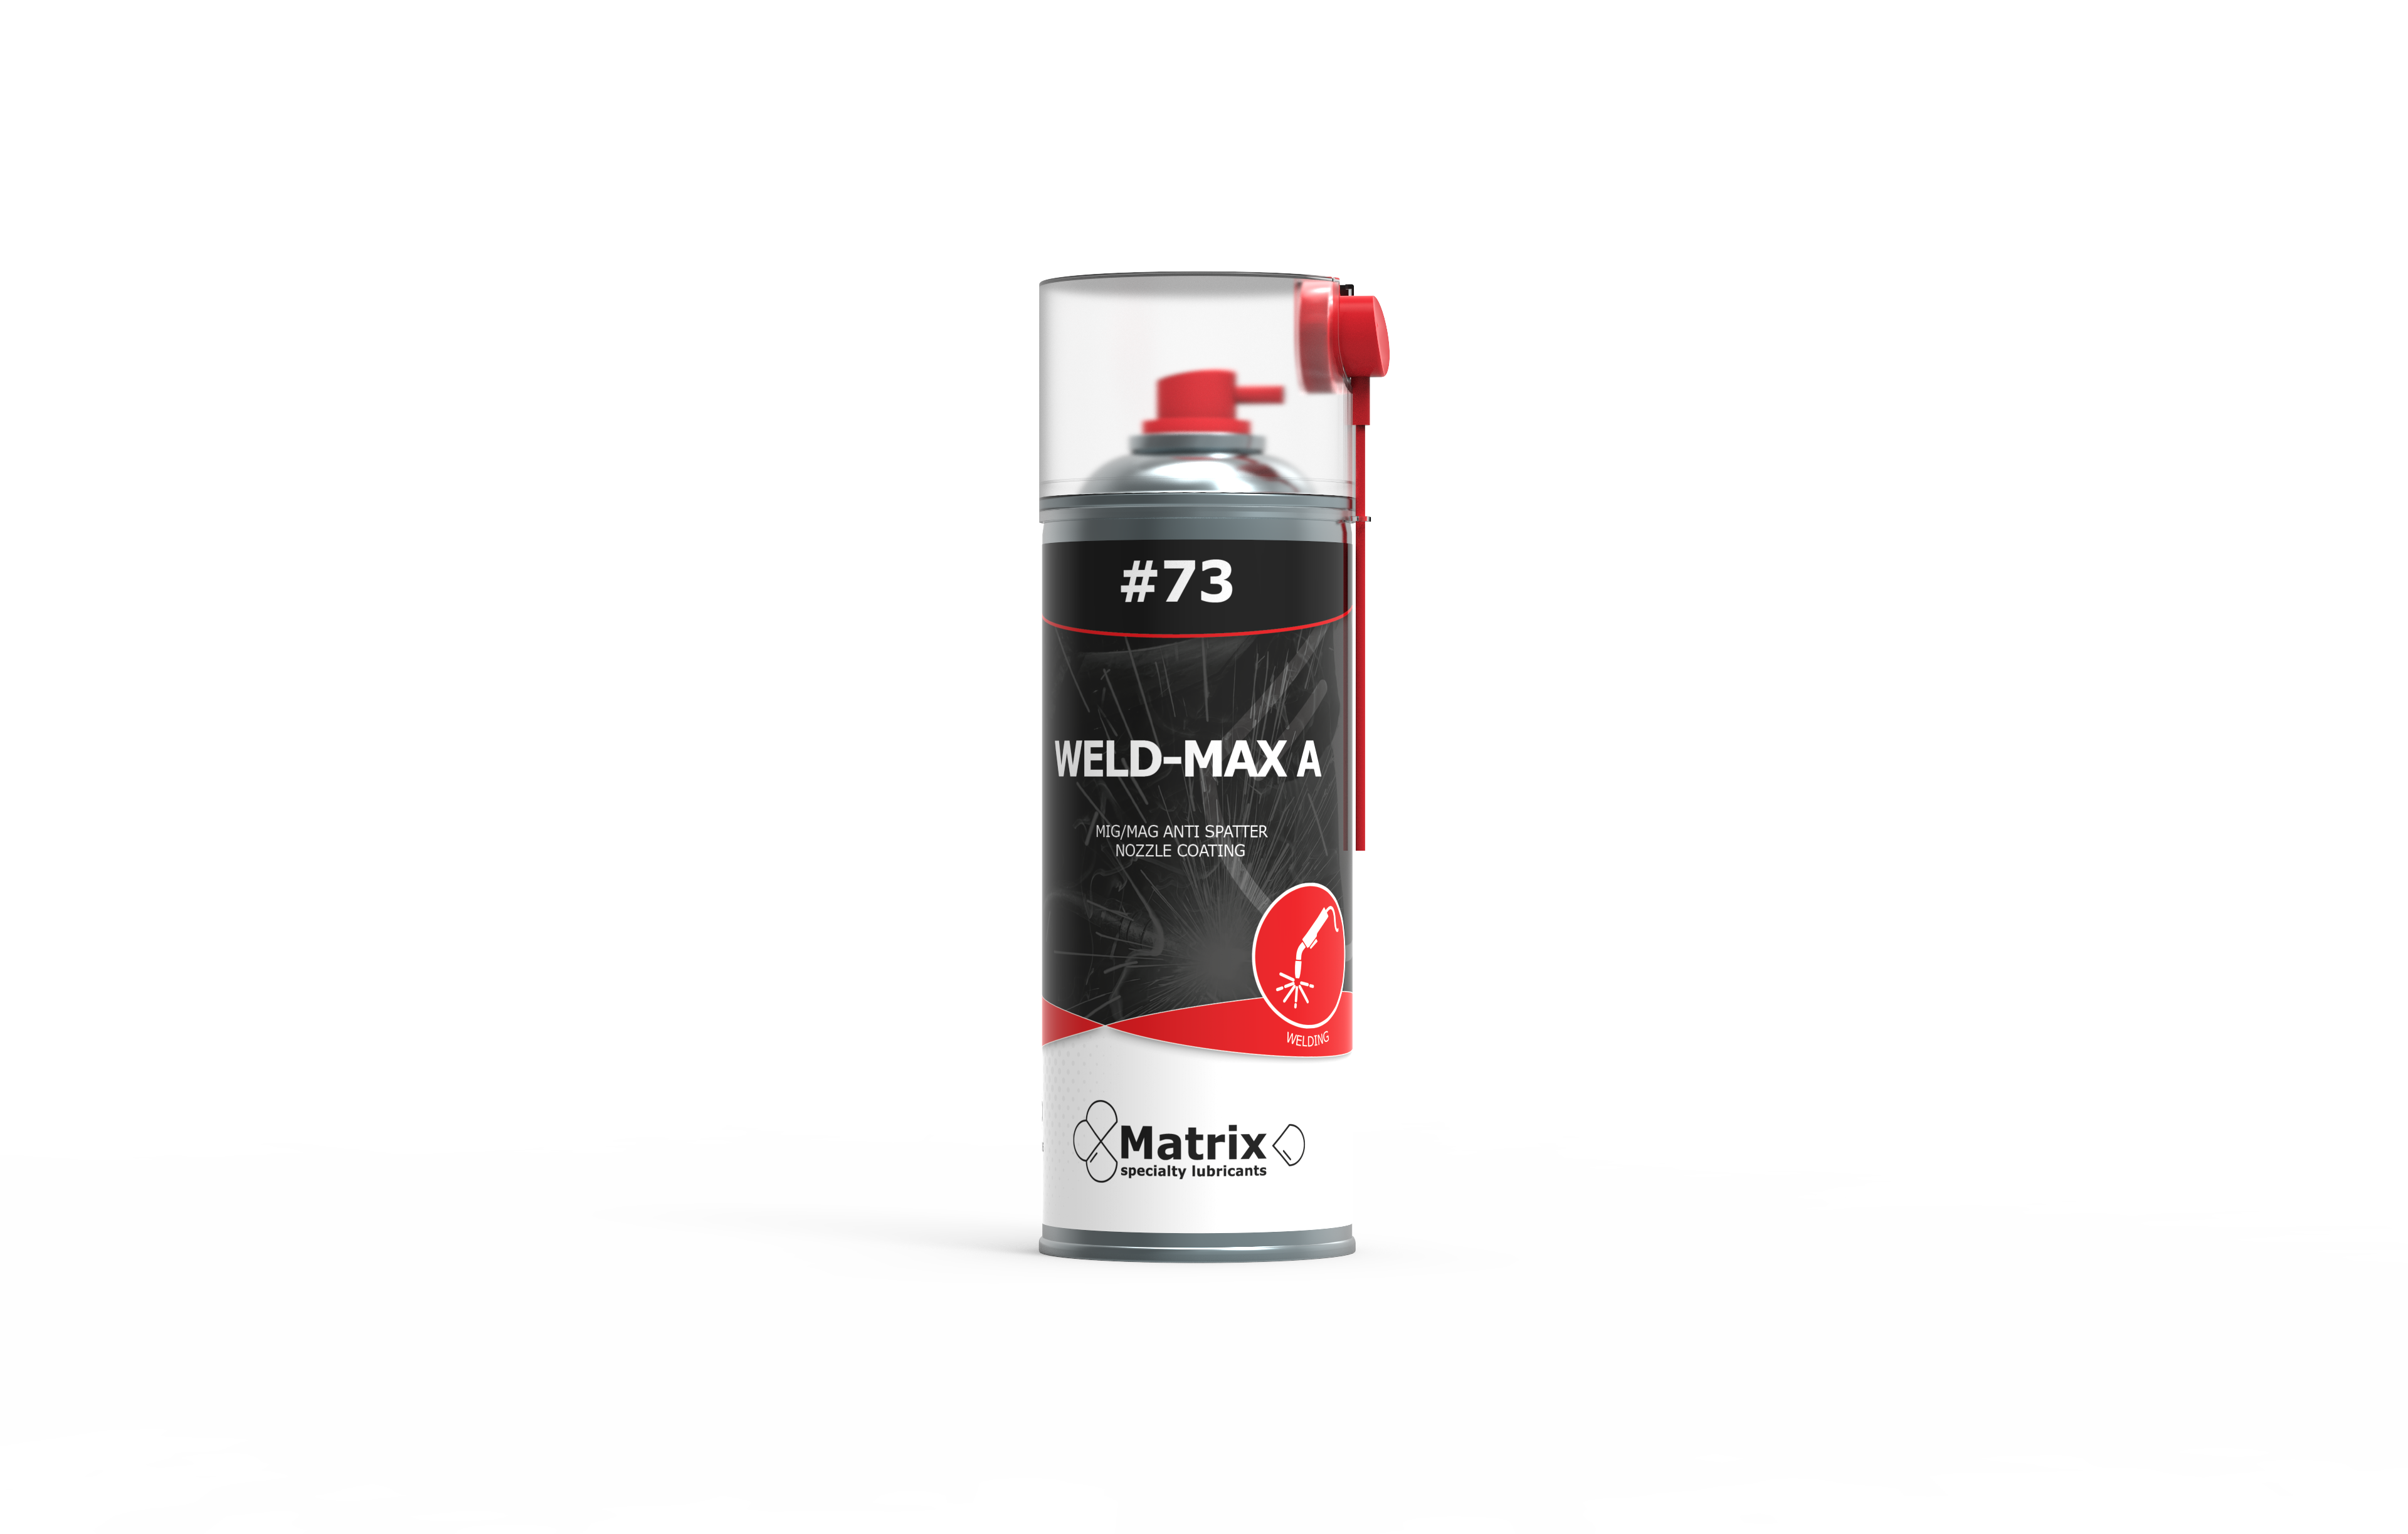 #73
WELD-MAX A
MIG/MAG ANTI SPATTER
NOZZLE COATING
WELDING
Matrix
specialty lubricants